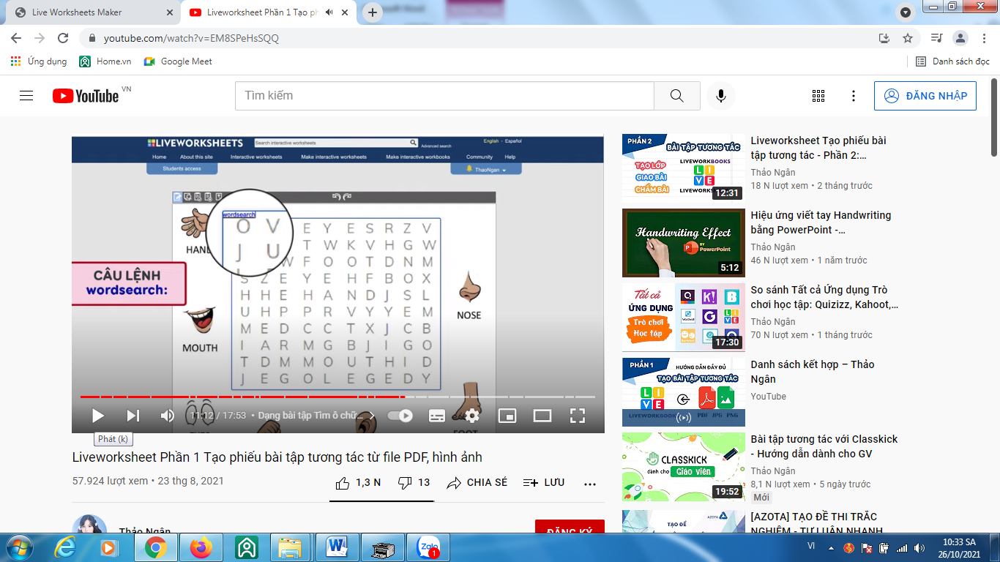 Live Worksheets Maker
Liveworksheet Phần 1 Tạo ph
youtube.com/watch?v=EM8SPeHsSQQ
Ứng dụng
Home.vn
Google Meet
Danh sách đọc
YouTube VN
Tìm kiếm
ĐĂNG NHẬP
LIVEWORKSHEETS
Search interactive worksheets
Advanced search
English - Español
Home
About this site
Interactive worksheets
Make interactive worksheets
Make interactive workbooks
Community
Help
Students access
ThaoNgan
wordsearch
O V E Y E S R Z V
J U T W K V H G W
W F O O T D N M
S Z E Y E H F B O X
H H E H A N D J S L
U H P P R V Y Y E M
M E D C C T X J C B
I A R M G B J I G O
T D M M O U T H I D
J E G O L E G E D Y
HAND
CÂU LỆNH
wordsearch:
MOUTH
NOSE
11:12 / 17:53 • Dạng bài tập Tìm ô chữ...
Phát (k)
Liveworksheet Phần 1 Tạo phiếu bài tập tương tác từ file PDF, hình ảnh
57.924 lượt xem • 23 thg 8, 2021
1,3 N
13
CHIA SẺ
LƯU
Thảo Ngân
ĐĂNG KÝ
PHẦN 2
BÀI TẬP TƯƠNG TÁC
TẠO LỚP
GIAO BÀI
CHẤM BÀI
LIVEWORKBOOKS
LIVE
LIVEWORKS
12:31
Liveworksheet Tạo phiếu bài
tập tương tác - Phần 2:...
Thảo Ngân
18 N lượt xem • 2 tháng trước
Handwriting Effect
BY
PowerPoint
5:12
Hiệu ứng viết tay Handwriting
bằng PowerPoint -...
Thảo Ngân
46 N lượt xem • 1 năm trước
Tất cả
ỨNG DỤNG
Trò chơi
Học tập
17:30
So sánh Tất cả Ứng dụng Trò
chơi học tập: Quizizz, Kahoot,...
Thảo Ngân
70 N lượt xem • 1 tháng trước
PHẦN 1
HƯỚNG DẪN ĐẦY ĐỦ
TẠO BÀI TẬP TƯƠNG TÁC
LIVE
LIVEWORKBOOK
PDF JPG PNG
Danh sách kết hợp – Thảo
Ngân
YouTube
CLASSKICK
dành cho Giáo viên
19:52
Bài tập tương tác với Classkick
- Hướng dẫn dành cho GV
Thảo Ngân
8,1 N lượt xem • 5 ngày trước
Mới
AZOTA
TẠO ĐỀ
[AZOTA] TẠO ĐỀ THI TRẮC
NGHIỆM - TỰ LUẬN NHANH
Zalo
1
VI
10:33 SA
26/10/2021